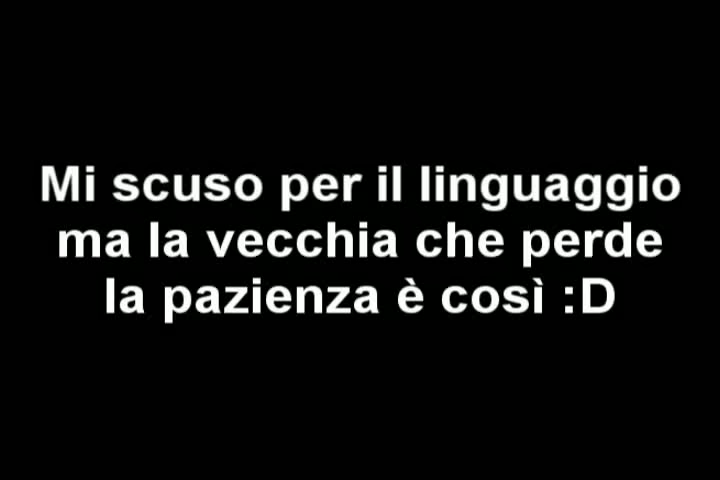 Mi scuso per il linguaggio
ma la vecchia che perde
la pazienza è così :D